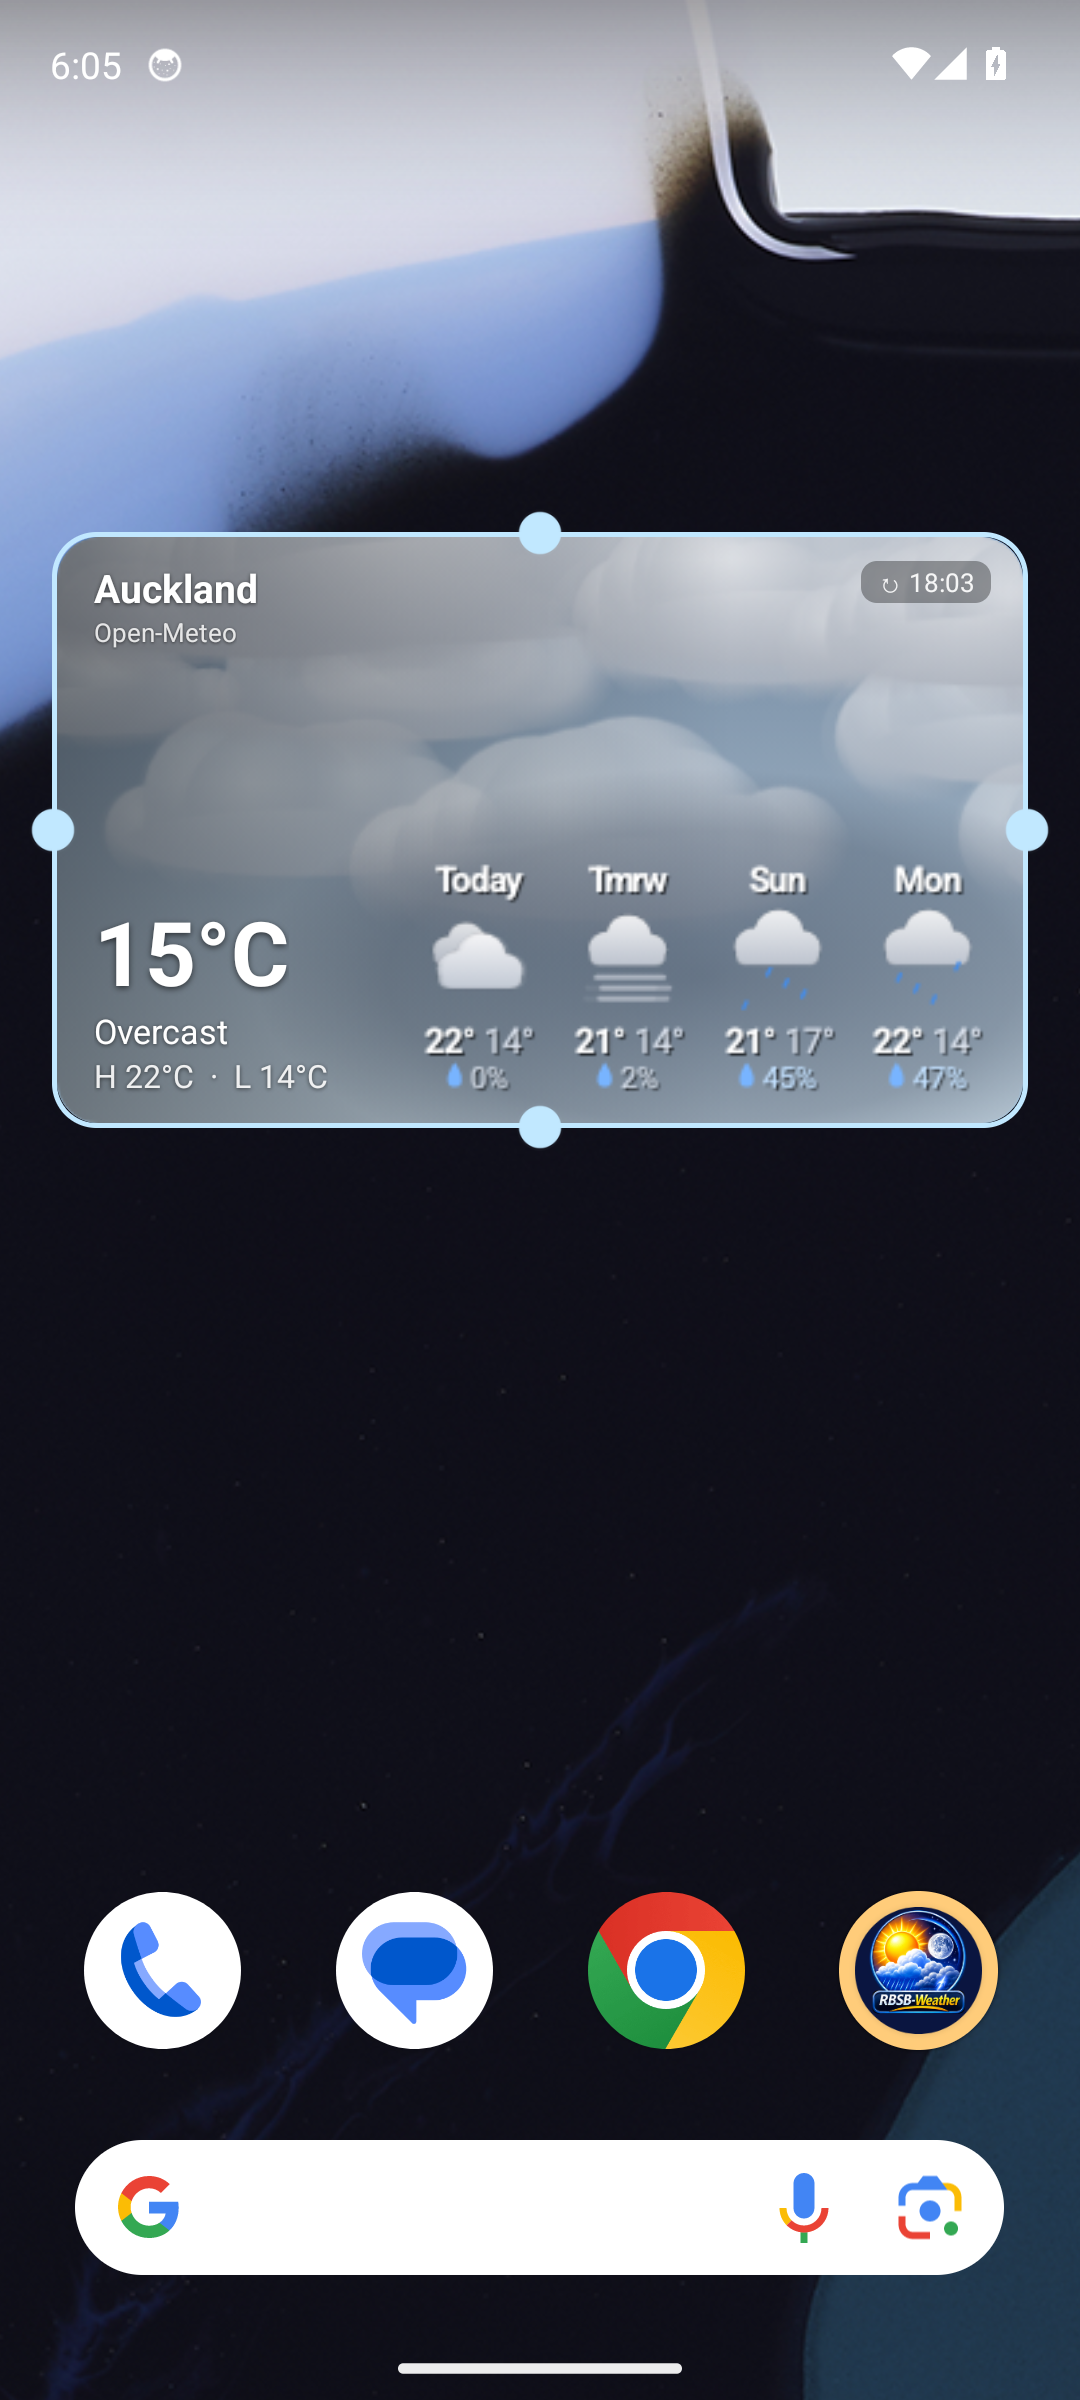 6:05
Auckland
Open-Meteo
18:03
Today Tmrw Sun Mon
15°C
Overcast
H 22°C · L 14°C
22° 14° 21° 14° 21° 17° 22° 14°
0% 2% 45% 47%
RBSB-Weather